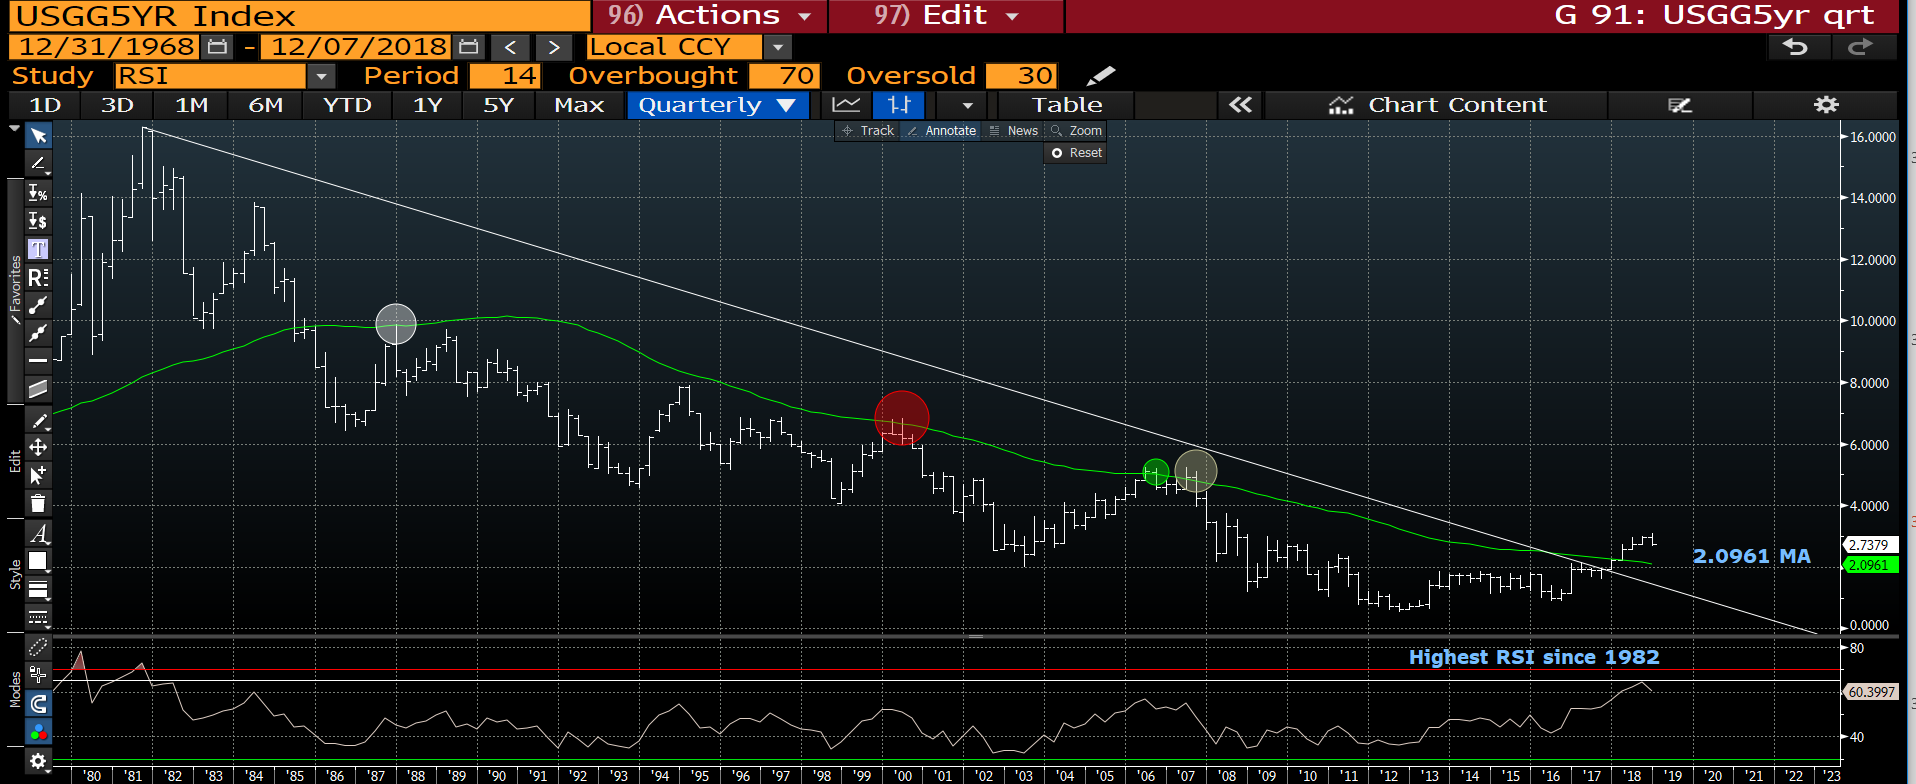 USGG5YR Index 96) Actions 97) Edit G 91: USGG5yr qrt
12/31/1968 - 12/07/2018 < > Local CCY
Study RSI Period 14 Overbought 70 Oversold 30
1D 3D 1M 6M YTD 1Y 5Y Max Quarterly Table Chart Content
Track Annotate News Zoom
Reset
Favorites
Edit
Style
Modes
% 
$
T
R
A
16.0000
14.0000
12.0000
10.0000
8.0000
6.0000
4.0000
2.7379
2.0961 MA
2.0961
0.0000
Highest RSI since 1982
80
60.3997
40
'80 '81 '82 '83 '84 '85 '86 '87 '88 '89 '90 '91 '92 '93 '94 '95 '96 '97 '98 '99 '00 '01 '02 '03 '04 '05 '06 '07 '08 '09 '10 '11 '12 '13 '14 '15 '16 '17 '18 '19 '20 '21 '22 '23